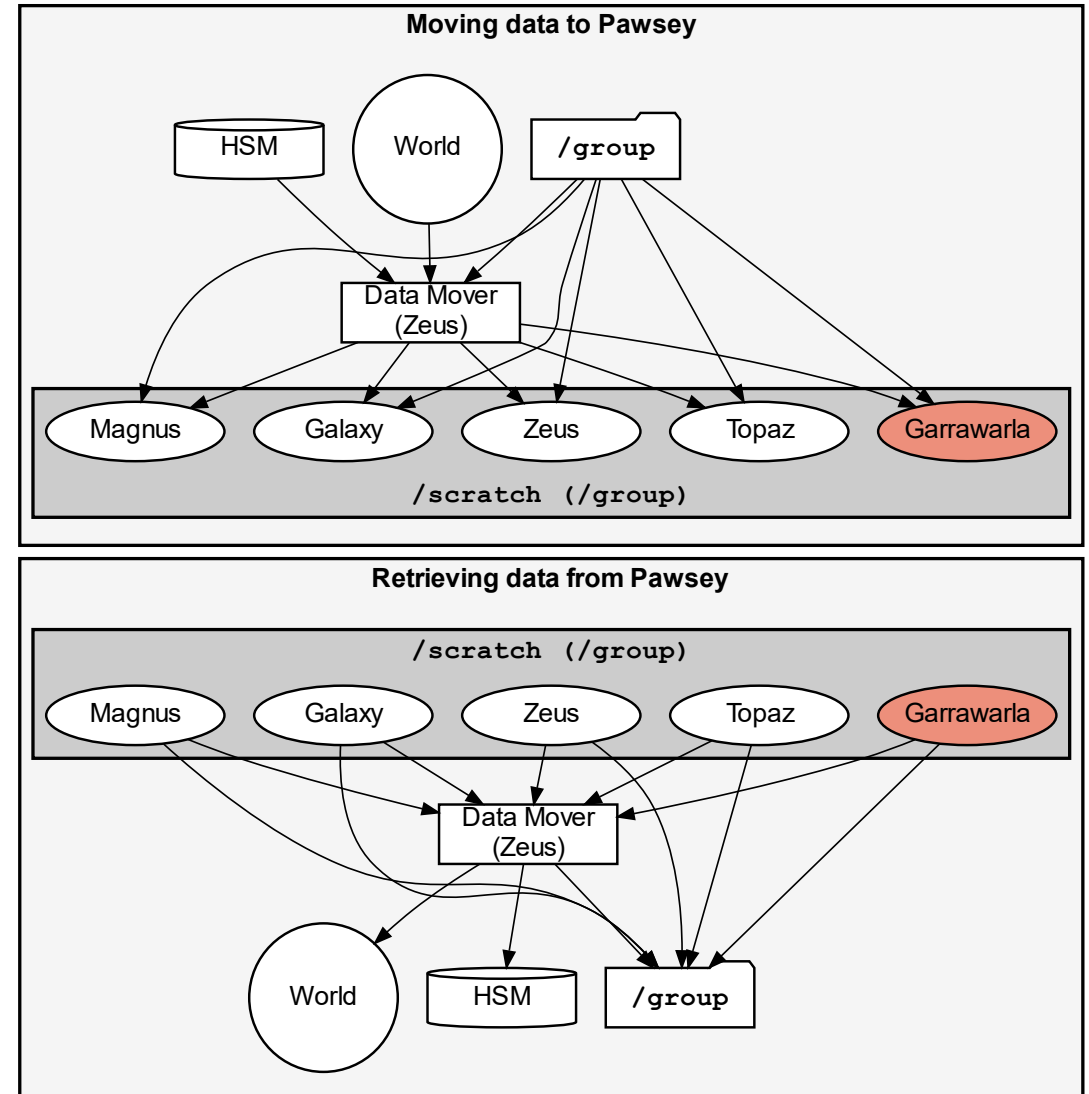 Moving data to Pawsey
HSM
World
/group
Data Mover
(Zeus)
Magnus
Galaxy
Zeus
Topaz
Garrawarla
/scratch (/group)
Retrieving data from Pawsey
/scratch (/group)
Magnus
Galaxy
Zeus
Topaz
Garrawarla
Data Mover
(Zeus)
World
HSM
/group